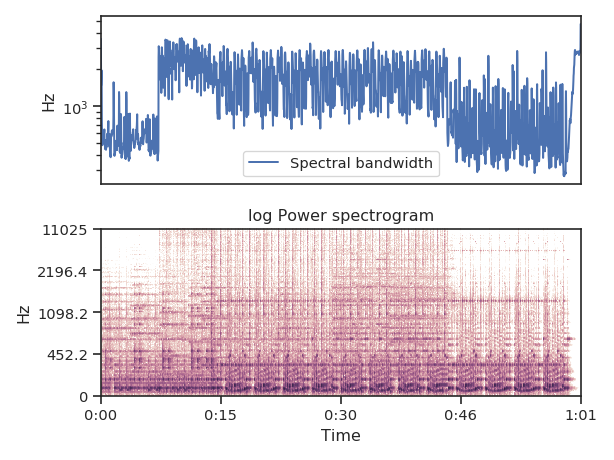 Hz
10³
Spectral bandwidth
log Power spectrogram
Hz
11025
2196.4
1098.2
452.2
0
0:00
0:15
0:30
0:46
1:01
Time